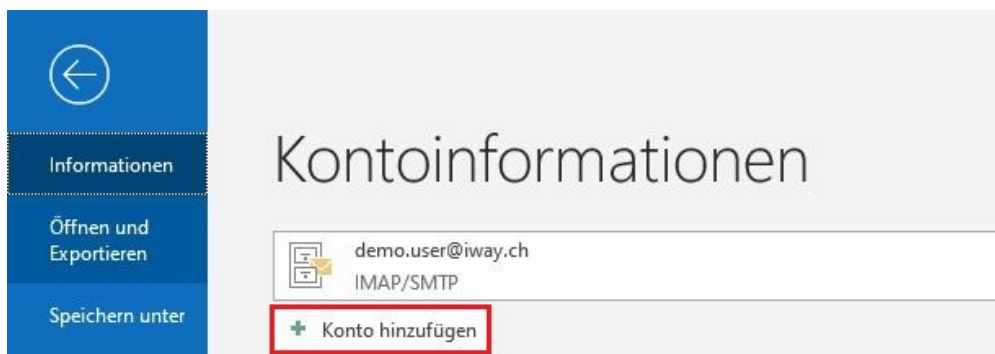 Informationen
Öffnen und
Exportieren
Speichern unter
Kontoinformationen
demo.user@iway.ch
IMAP/SMTP
Konto hinzufügen